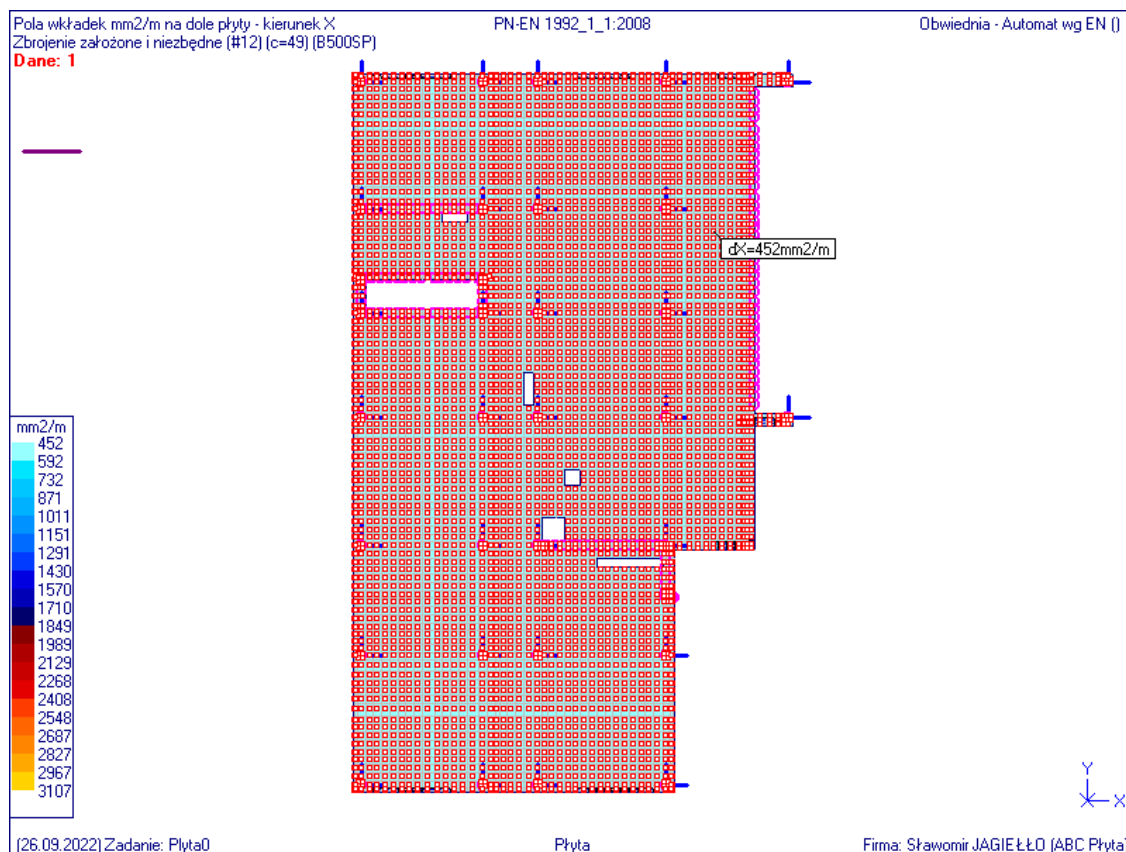 Pola wkładek mm2/m na dole płyty - kierunek X PN-EN 1992_1_1:2008 Obwiednia - Automat wg EN ()
Zbrojenie założone i niezbędne (#12) (c=49) (B500SP)
Dane: 1
dX=452mm2/m
mm2/m
452
592
732
871
1011
1151
1291
1430
1570
1710
1849
1989
2129
2268
2408
2548
2687
2827
2967
3107
Y
X
(26.09.2022) Zadanie: Plyta0 Płyta Firma: Sławomir JAGIEŁŁO (ABC Płyta